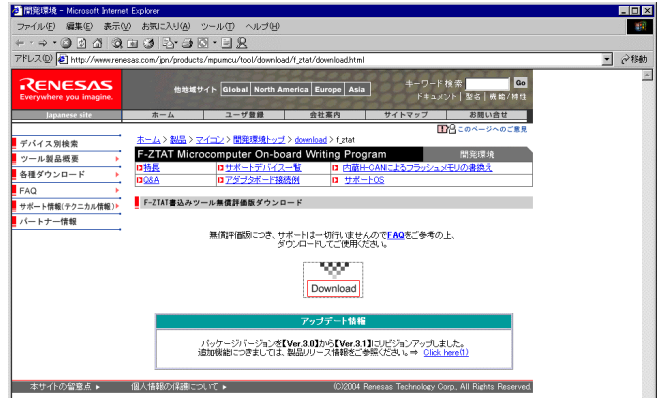 開発環境 - Microsoft Internet Explorer
ファイル(F) 編集(E) 表示(V) お気に入り(A) ツール(T) ヘルプ(H)
アドレス(D) http://www.renesas.com/jpn/products/mpumcu/tool/download/f_ztat/download.html 移動
RENESAS
Everywhere you imagine.
他地域サイト Global North America Europe Asia
キーワード検索 Go
ドキュメント | 型名 | 機能/特性
Japanese site ホーム ユーザ登録 会社案内 サイトマップ お問い合せ
このページへのご意見
デバイス別検索
ツール製品概要
各種ダウンロード
FAQ
サポート情報(テクニカル情報)
パートナー情報
ホーム > 製品 > マイコン > 開発環境トップ > download > f_ztat
F-ZTAT Microcomputer On-board Writing Program 開発環境
特長 サポートデバイス一覧 内蔵H-CANによるフラッシュメモリの書換え
Q&A アダプタボード接続例 サポートOS
F-ZTAT書込みツール無償評価版ダウンロード
無償評価版につき、サポートは一切行いませんのでFAQをご参考の上、
ダウンロードしてご使用ください。
Download
アップデート情報
パッケージバージョンを【Ver.3.0】から【Ver.3.1】にリビジョンアップしました。
追加機能につきましては、製品リリース情報をご参照ください。⇒ Click here(!)
本サイトの留意点 個人情報の保護について (C)2004 Renesas Technology Corp., All Rights Reserved.